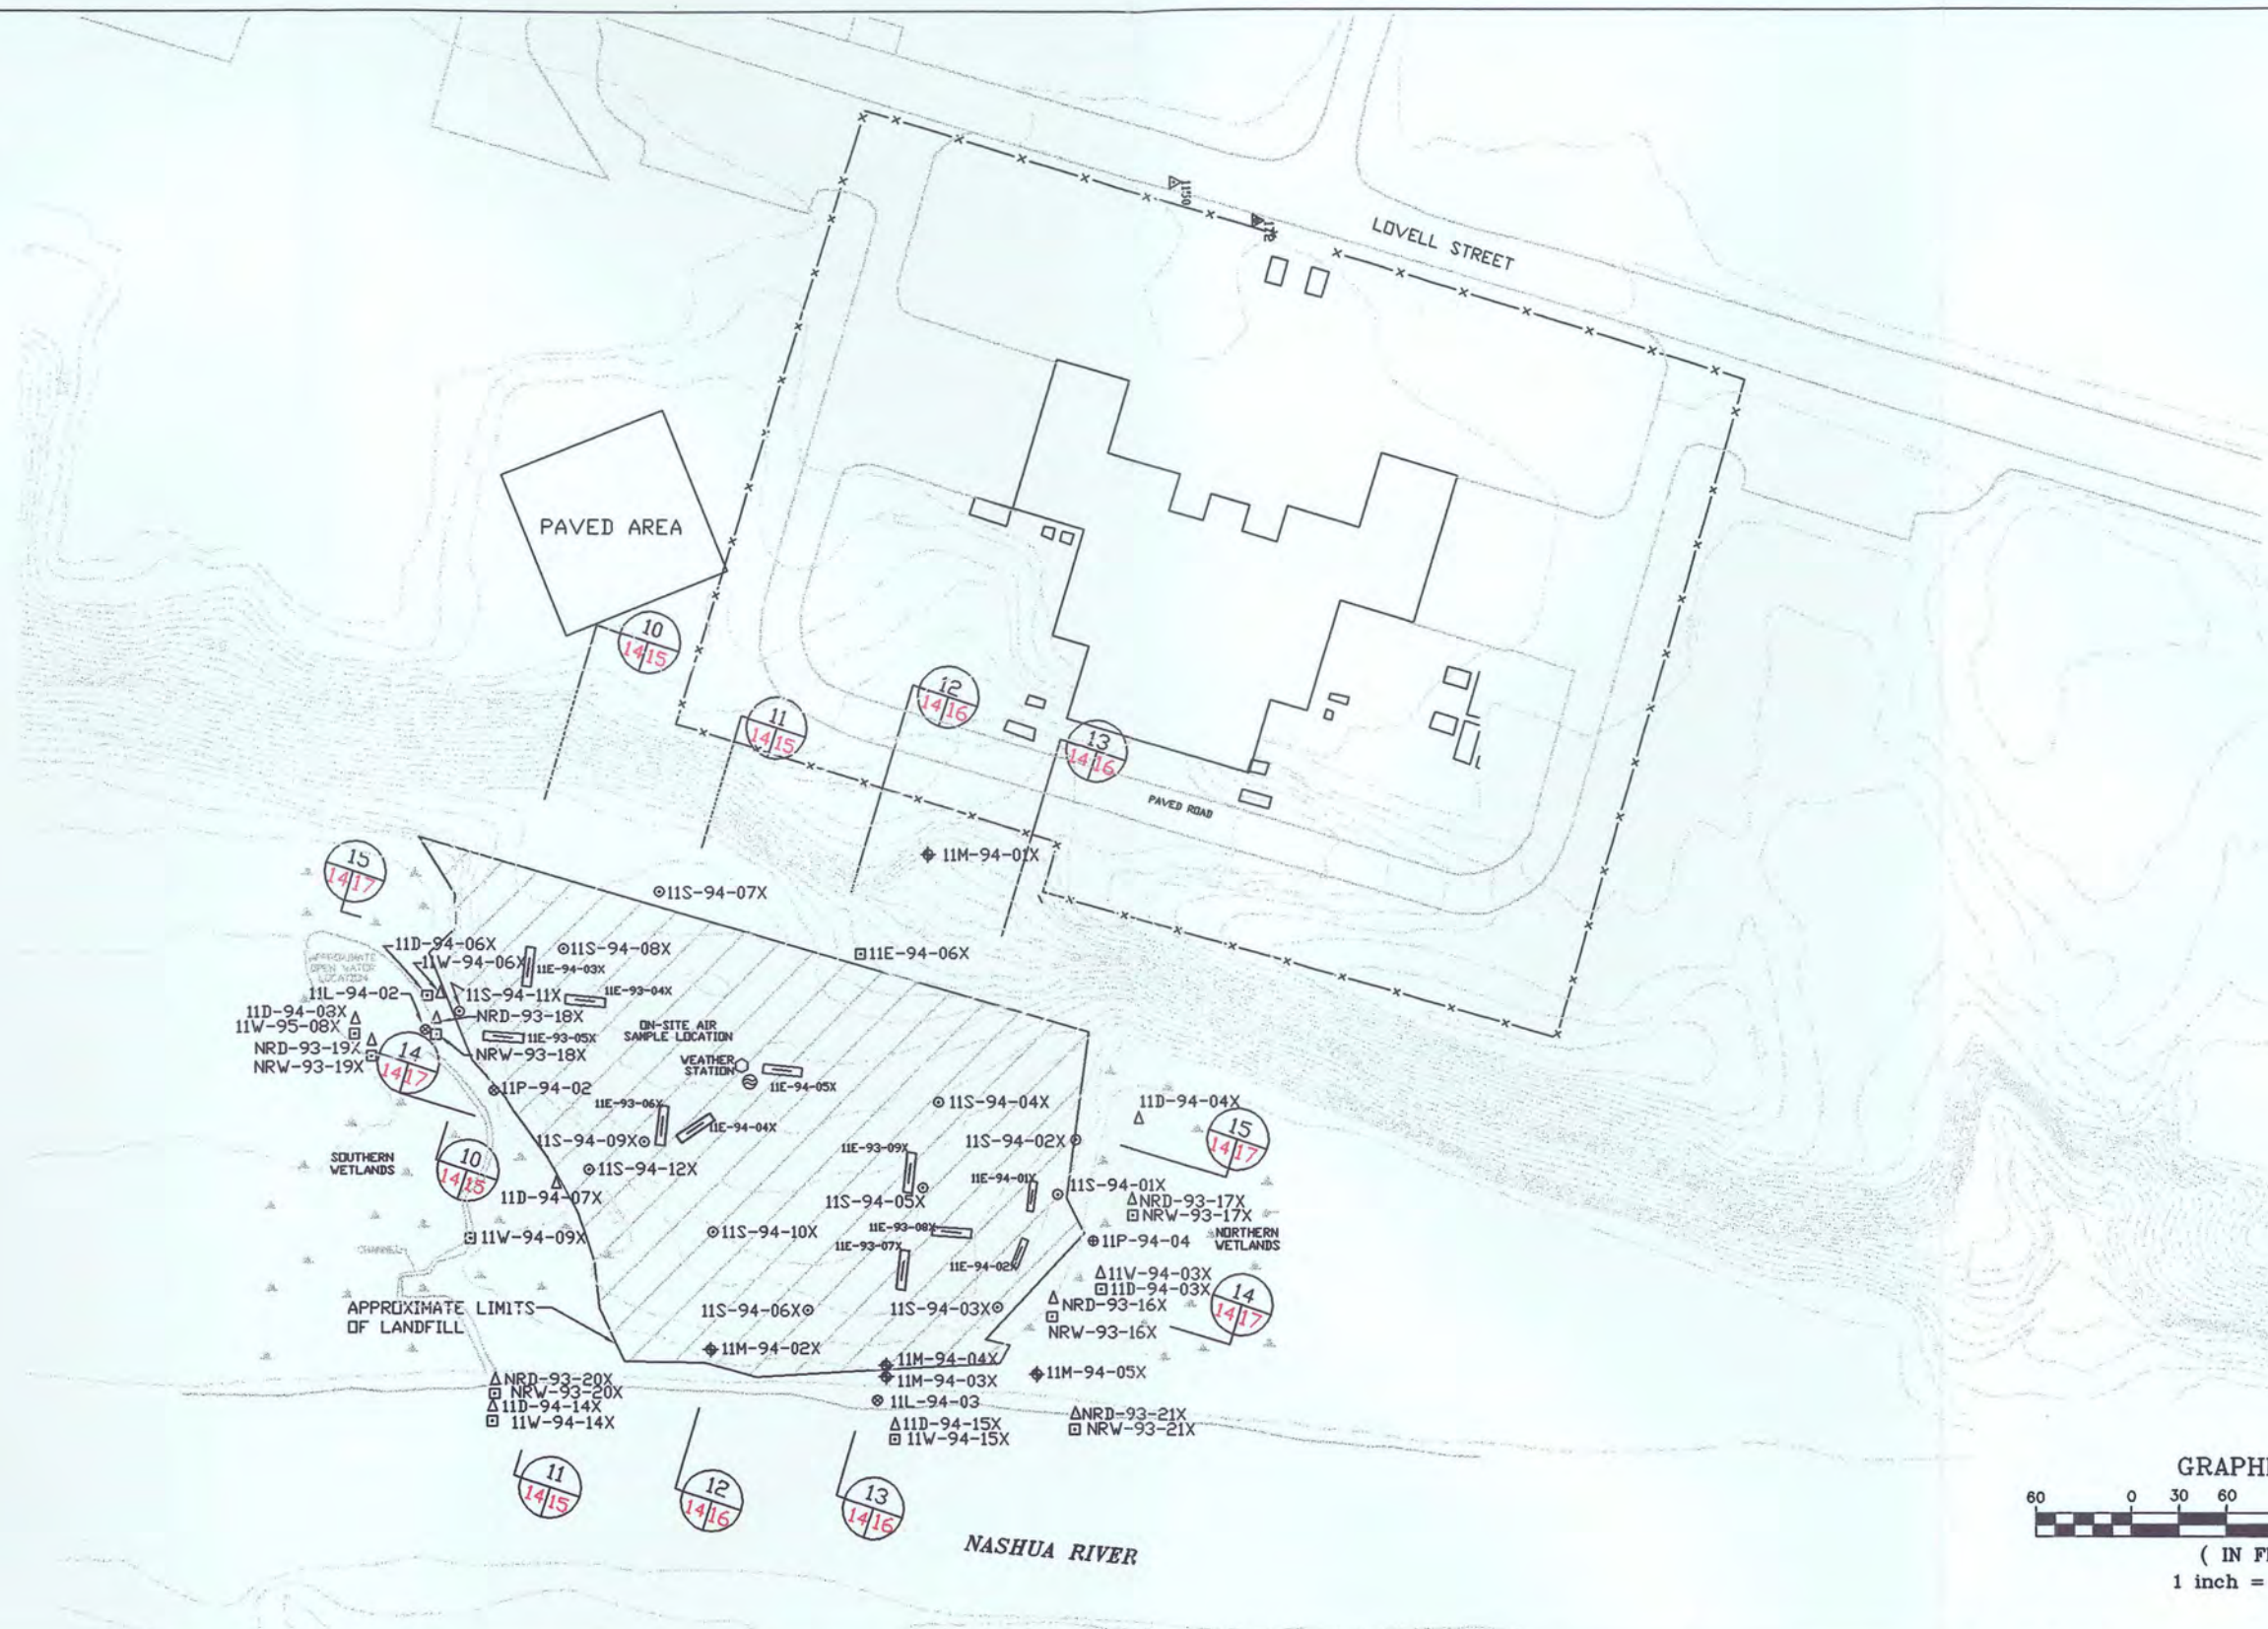 1150
LOVELL STREET
PAVED AREA
10
14 15
12
14 16
11
14 15
13
14 16
PAVED ROAD
11M-94-01X
15
14 17
11S-94-07X
11D-94-06X
11S-94-08X
11E-94-06X
APPROXIMATE
OPEN WATER
LOCATION
11W-94-06X
11E-94-03X
11L-94-02
11S-94-11X
11E-93-04X
11D-94-03X
NRD-93-18X
11W-95-08X
ON-SITE AIR
SAMPLE LOCATION
11E-93-05X
NRD-93-19X
14
14 17
NRW-93-18X
NRW-93-19X
WEATHER
STATION
11E-94-05X
11P-94-02
11E-93-06X
11S-94-04X
11D-94-04X
11E-94-04X
15
14 17
11S-94-09X
11S-94-02X
11E-93-09X
SOUTHERN
WETLANDS
10
14 15
11S-94-12X
11E-94-01X
11S-94-01X
11D-94-07X
11S-94-05X
NRD-93-17X
NRW-93-17X
11W-94-09X
11S-94-10X
11E-93-08X
11P-94-04
NORTHERN
WETLANDS
CHANNEL
11E-93-07X
11E-94-02X
11W-94-03X
11D-94-03X
14
14 17
APPROXIMATE LIMITS
OF LANDFILL
11S-94-06X
11S-94-03X
NRD-93-16X
NRW-93-16X
11M-94-02X
11M-94-04X
11M-94-03X
11M-94-05X
NRD-93-20X
NRW-93-20X
11D-94-14X
11W-94-14X
11L-94-03
11D-94-15X
11W-94-15X
NRD-93-21X
NRW-93-21X
11
14 15
12
14 16
13
14 16
NASHUA RIVER
GRAPHI
60 0 30 60
( IN F
1 inch =